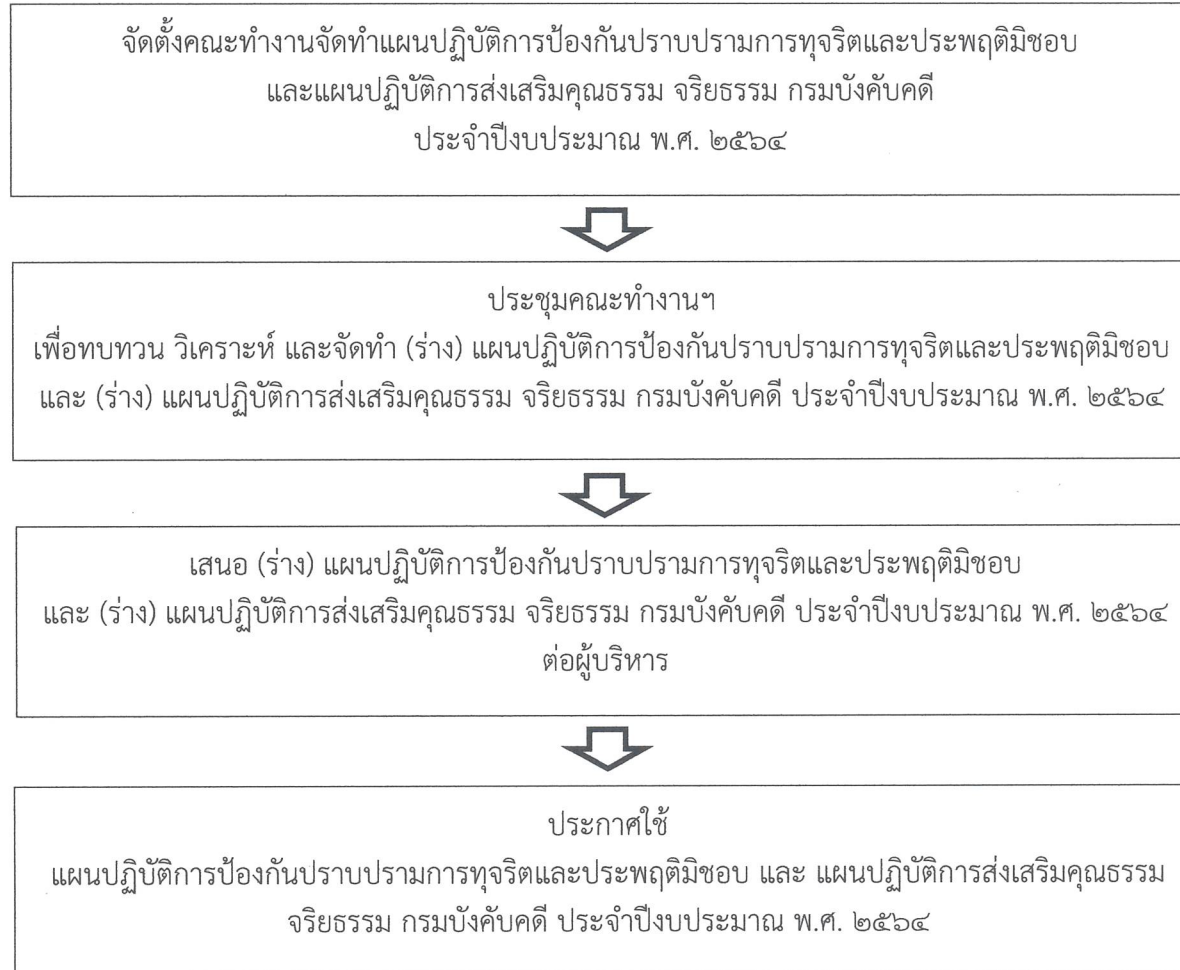 จัดตั้งคณะทำงานจัดทำแผนปฏิบัติการป้องกันปราบปรามการทุจริตและประพฤติมิชอบ
และแผนปฏิบัติการส่งเสริมคุณธรรม จริยธรรม กรมบังคับคดี
ประจำปีงบประมาณ พ.ศ. ๒๕๖๔
ประชุมคณะทำงานฯ
เพื่อทบทวน วิเคราะห์ และจัดทำ (ร่าง) แผนปฏิบัติการป้องกันปราบปรามการทุจริตและประพฤติมิชอบ
และ (ร่าง) แผนปฏิบัติการส่งเสริมคุณธรรม จริยธรรม กรมบังคับคดี ประจำปีงบประมาณ พ.ศ. ๒๕๖๔
เสนอ (ร่าง) แผนปฏิบัติการป้องกันปราบปรามการทุจริตและประพฤติมิชอบ
และ (ร่าง) แผนปฏิบัติการส่งเสริมคุณธรรม จริยธรรม กรมบังคับคดี ประจำปีงบประมาณ พ.ศ. ๒๕๖๔
ต่อผู้บริหาร
ประกาศใช้
แผนปฏิบัติการป้องกันปราบปรามการทุจริตและประพฤติมิชอบ และ แผนปฏิบัติการส่งเสริมคุณธรรม
จริยธรรม กรมบังคับคดี ประจำปีงบประมาณ พ.ศ. ๒๕๖๔